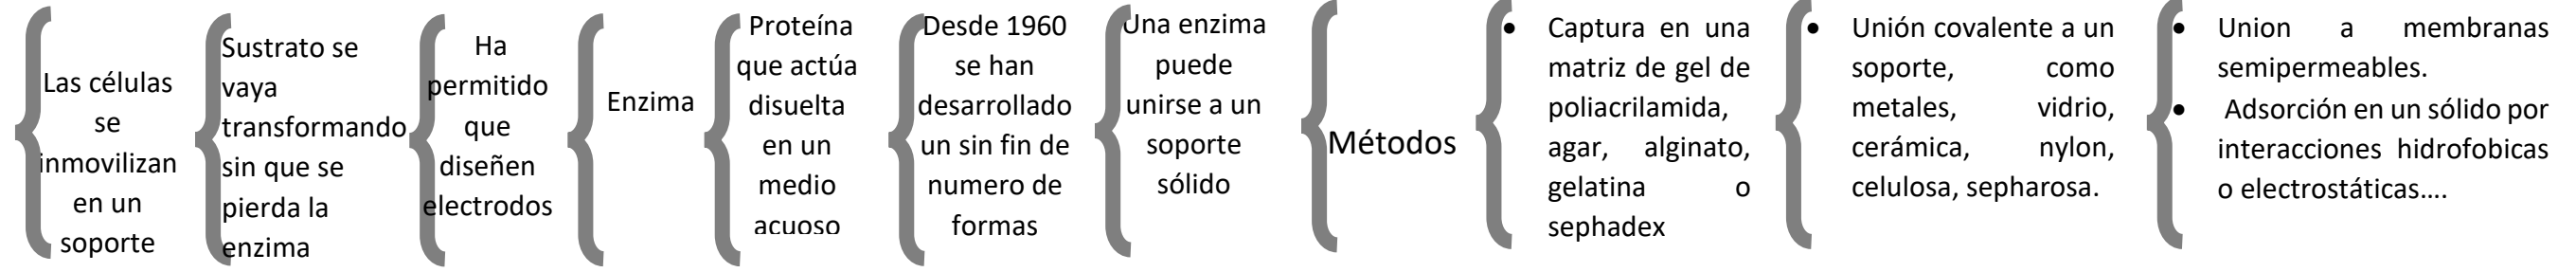 Las células
se
inmovilizan
en un
soporte
Sustrato se
vaya
transformando
sin que se
pierda la
enzima
Ha
permitido
que
diseñen
electrodos
Enzima
Proteína
que actúa
disuelta
en un
medio
acuoso
Desde 1960
se han
desarrollado
un sin fin de
numero de
formas
Una enzima
puede
unirse a un
soporte
sólido
Métodos
• Captura en una
matriz de gel de
poliacrilamida,
agar, alginato,
gelatina o
sephadex
• Unión covalente a un
soporte, como
metales, vidrio,
cerámica, nylon,
celulosa, sepharosa.
• Union a membranas
semipermeables.
• Adsorción en un sólido por
interacciones hidrofobicas
o electrostáticas....